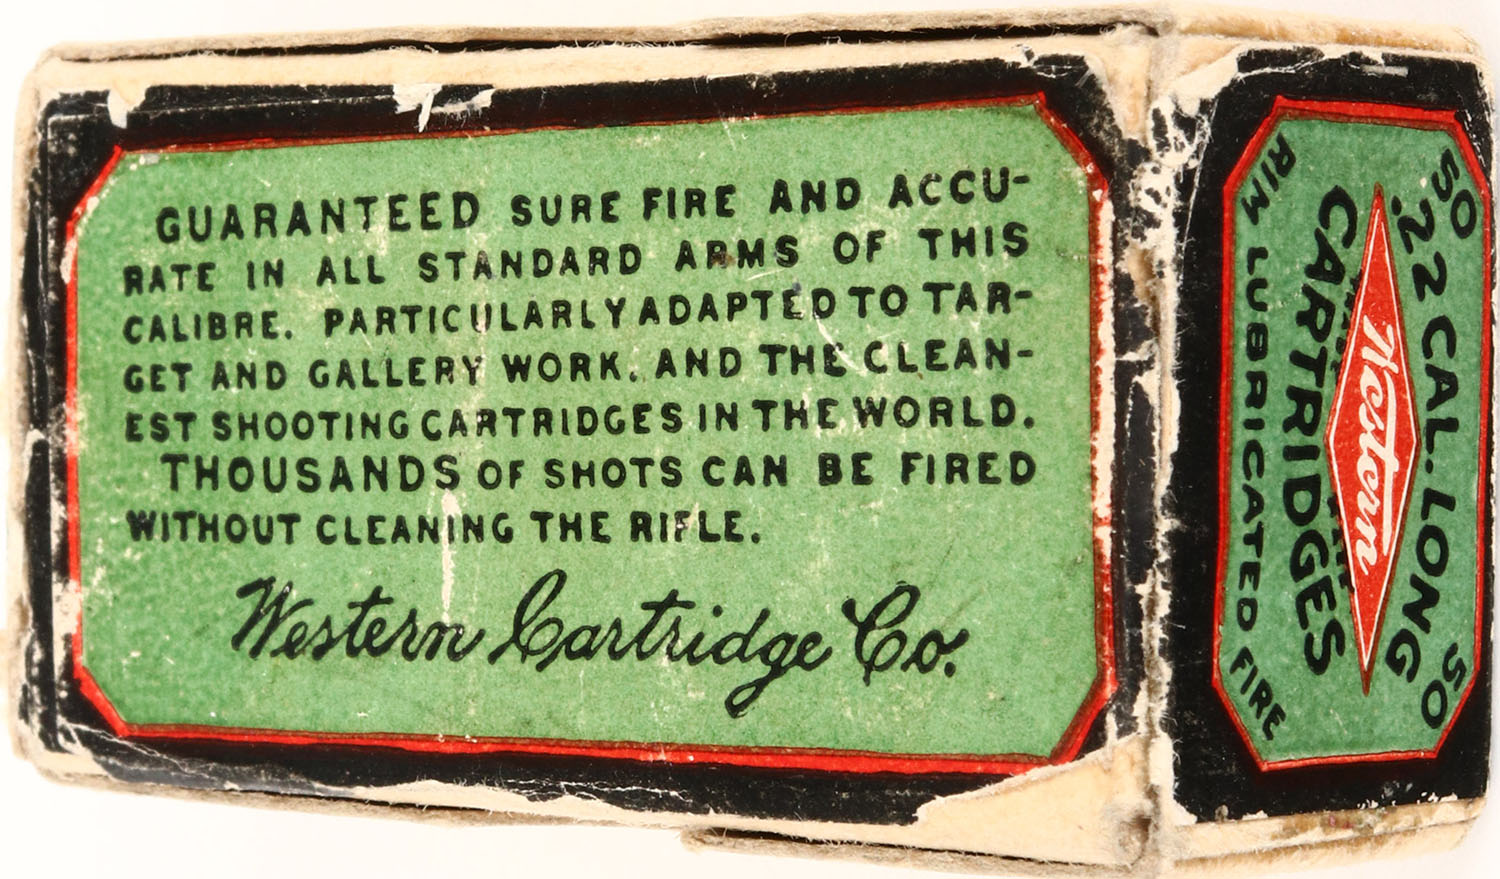 GUARANTEED SURE FIRE AND ACCU-
RATE IN ALL STANDARD ARMS OF THIS
CALIBRE. PARTICULARLY ADAPTED TO TAR-
GET AND GALLERY WORK. AND THE CLEAN-
EST SHOOTING CARTRIDGES IN THE WORLD.
THOUSANDS OF SHOTS CAN BE FIRED
WITHOUT CLEANING THE RIFLE.
Western Cartridge Co.
50 50
.22 CAL. LONG
Western
CARTRIDGES
RIM LUBRICATED FIRE